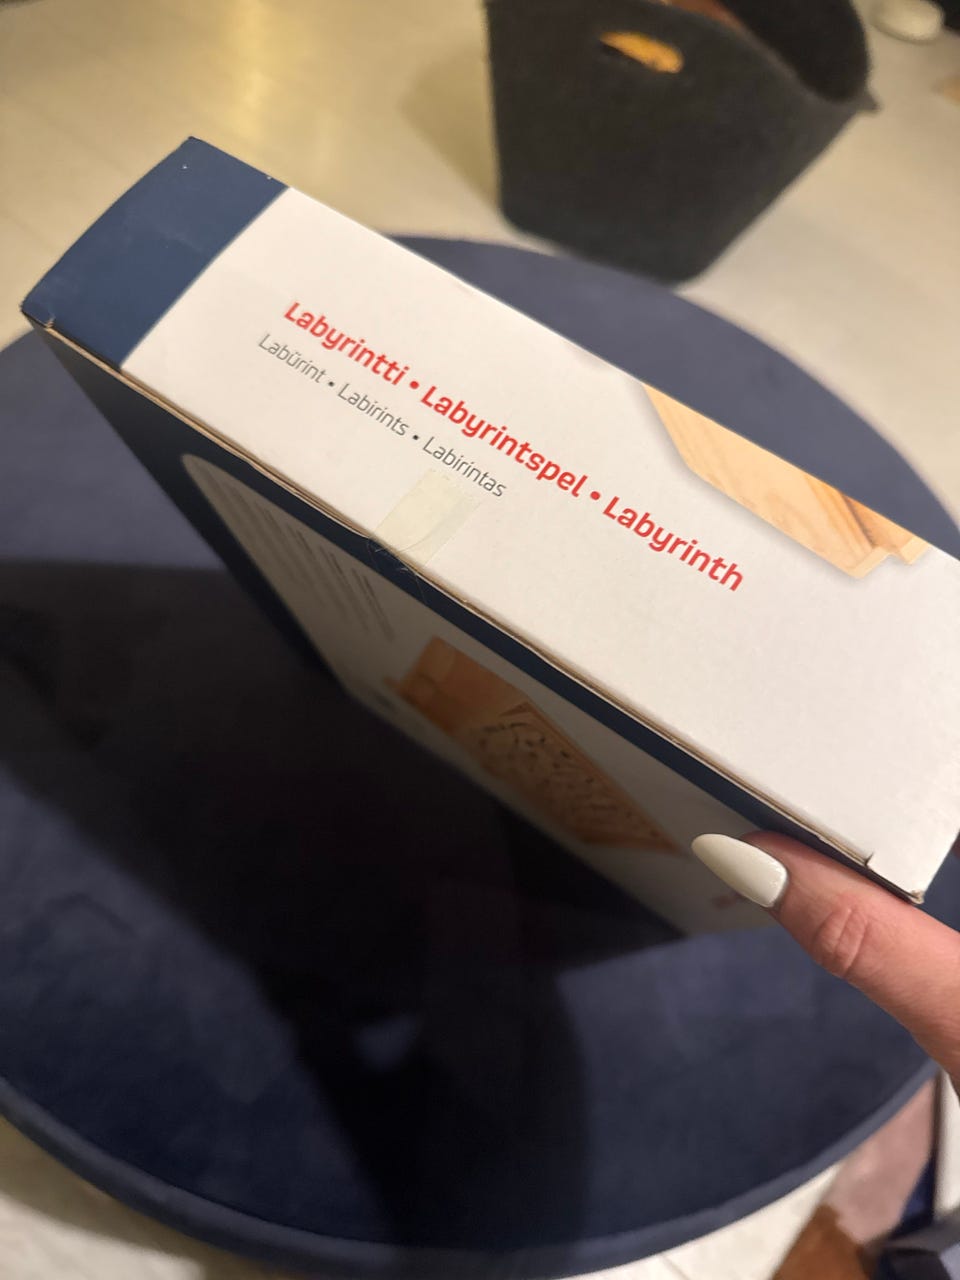 Labyrintti • Labyrintspel • Labyrinth
Labürint • Labirints • Labirintas